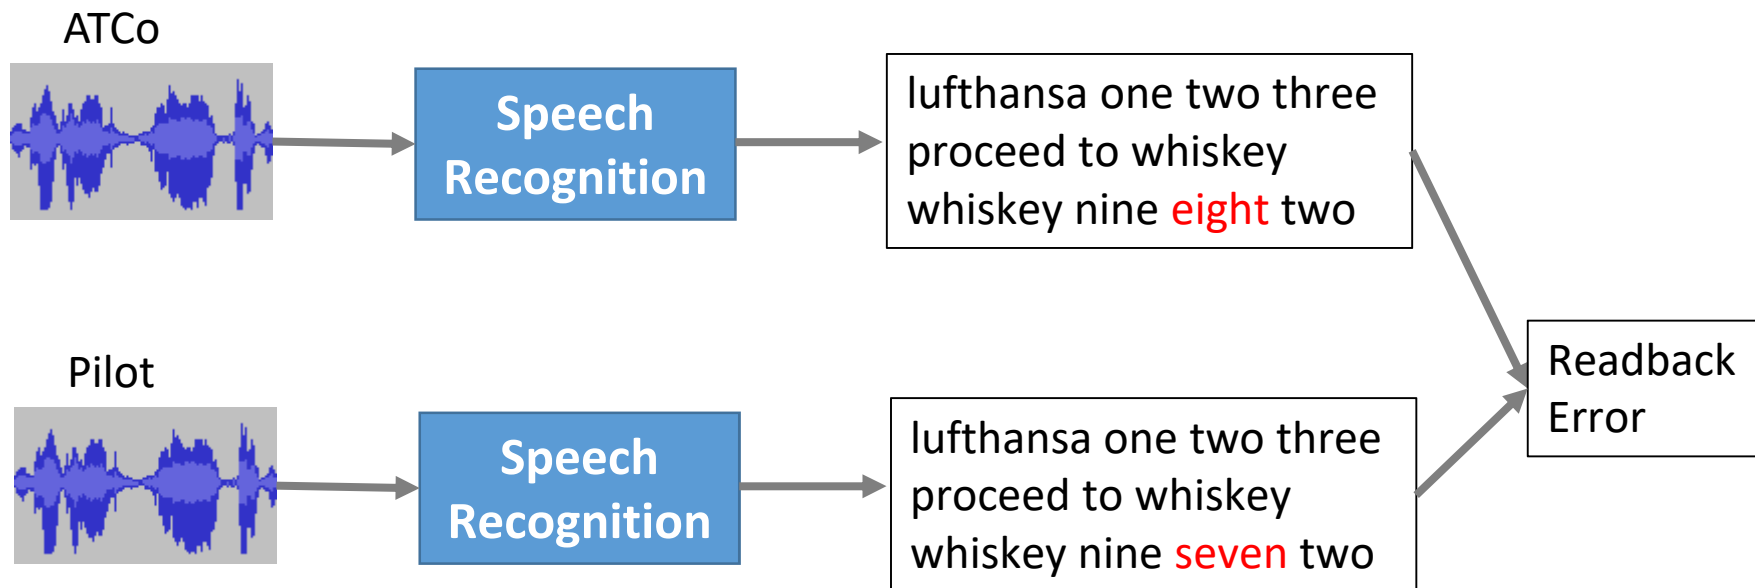 ATCo
Speech
Recognition
lufthansa one two three
proceed to whiskey
whiskey nine eight two
Pilot
Speech
Recognition
lufthansa one two three
proceed to whiskey
whiskey nine seven two
Readback
Error